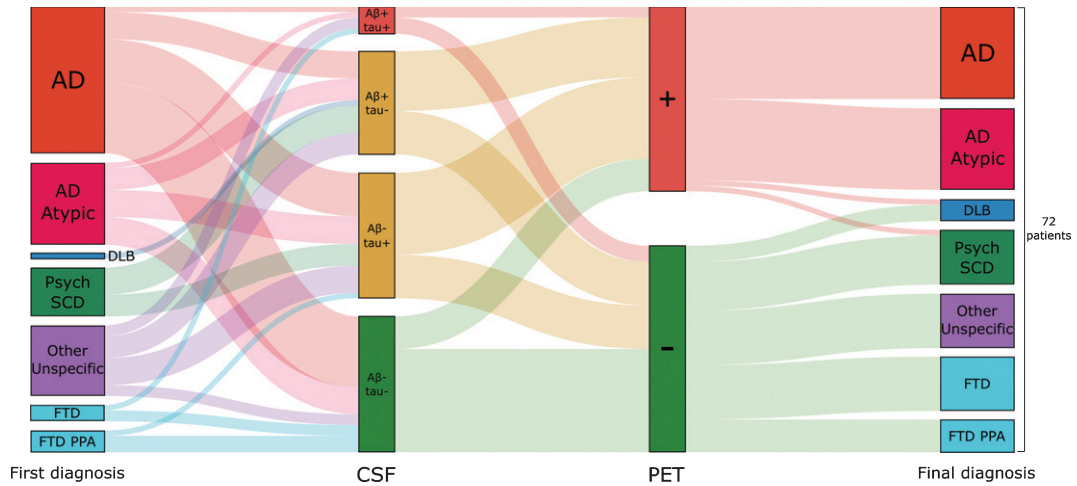 AD
AD
Atypic
DLB
Psych
SCD
Other
Unspecific
FTD
FTD PPA
First diagnosis
Aβ+
tau+
Aβ+
tau-
Aβ-
tau+
Aβ-
tau-
CSF
+
-
PET
AD
AD
Atypic
DLB
Psych
SCD
Other
Unspecific
FTD
FTD PPA
Final diagnosis
72
patients